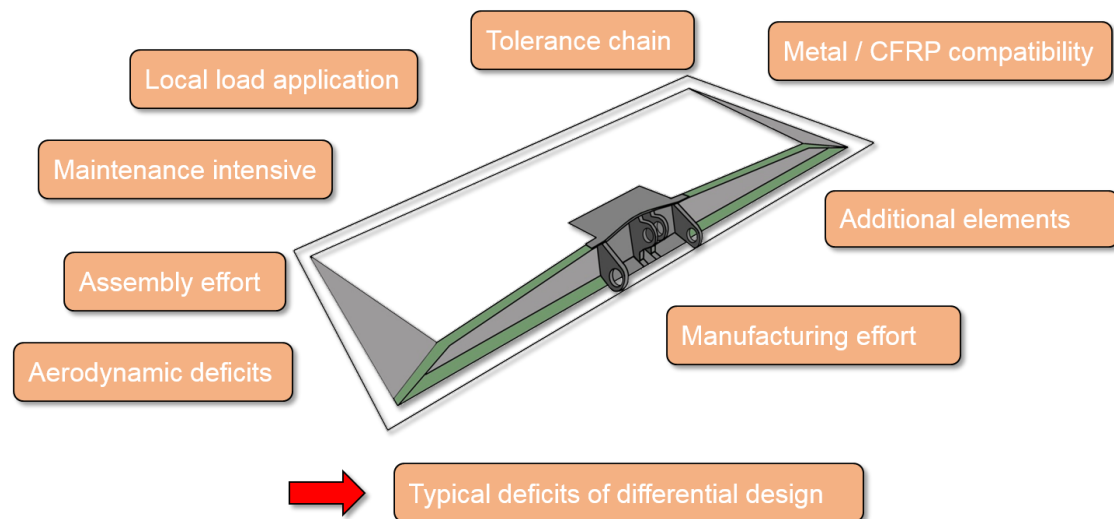 Tolerance chain
Metal / CFRP compatibility
Local load application
Maintenance intensive
Additional elements
Assembly effort
Manufacturing effort
Aerodynamic deficits
Typical deficits of differential design